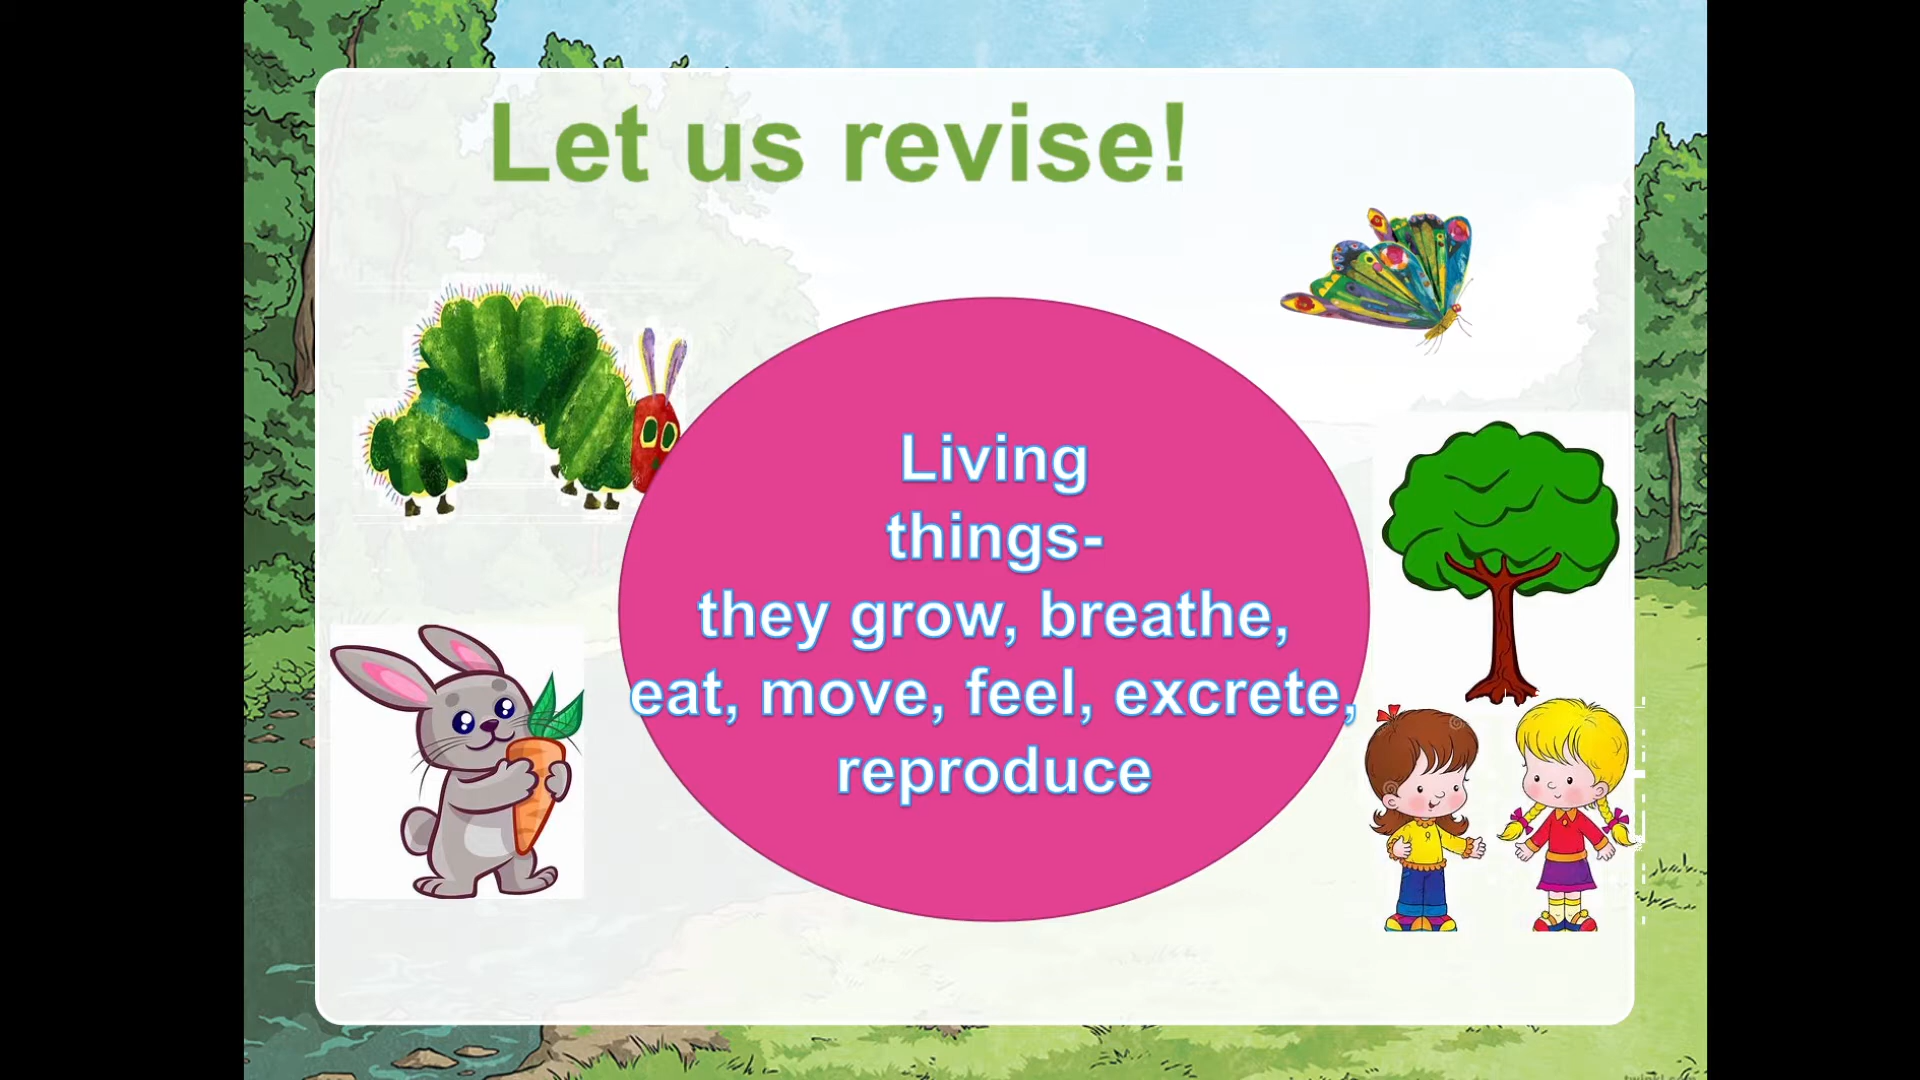 Let us revise!
Living
things-
they grow, breathe,
eat, move, feel, excrete,
reproduce